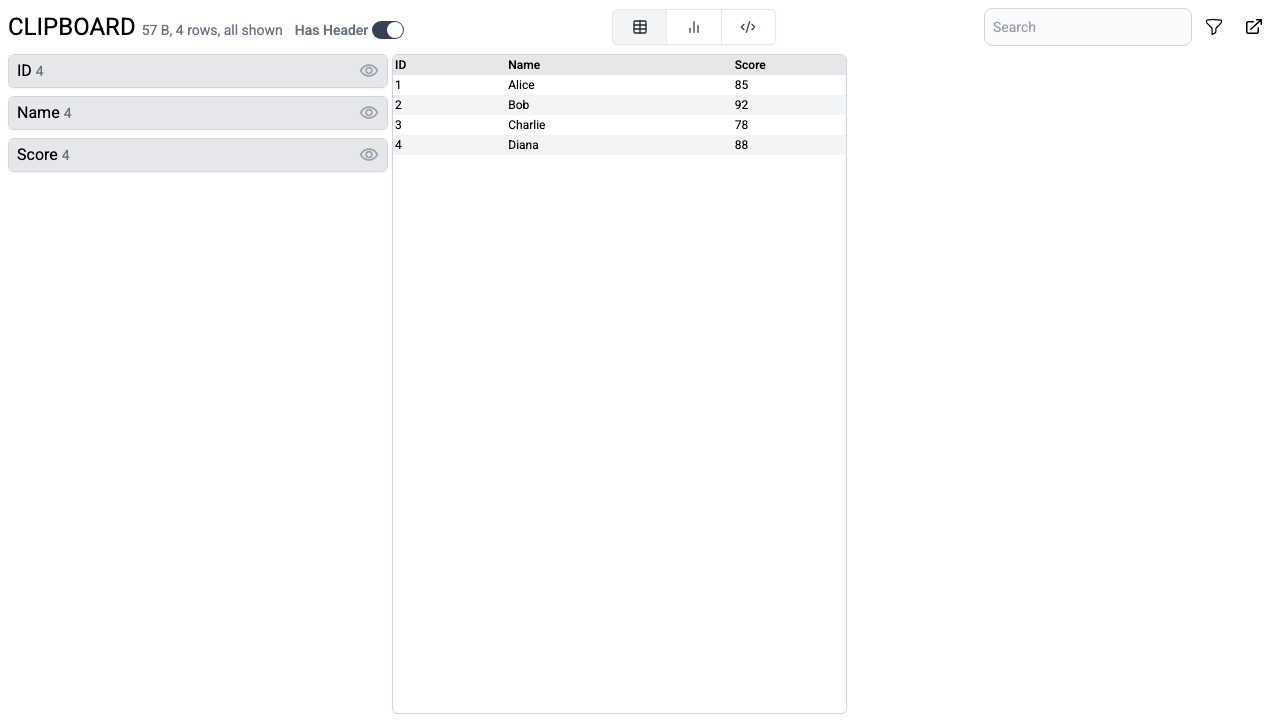 CLIPBOARD 57 B, 4 rows, all shown Has Header Search
ID 4
Name 4
Score 4
ID Name Score
1 Alice 85
2 Bob 92
3 Charlie 78
4 Diana 88